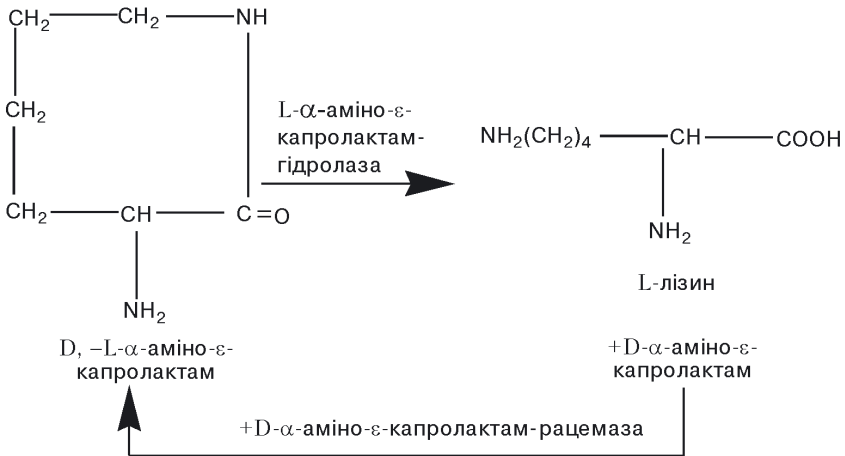 CH₂ CH₂ NH
CH₂
L-α-аміно-ε-
капролактам-
гідролаза
NH₂(CH₂)₄ CH COOH
CH₂ CH C=O
NH₂
L-лізин
NH₂
D, –L-α-аміно-ε-
капролактам
+D-α-аміно-ε-
капролактам
+D-α-аміно-ε-капролактам-рацемаза